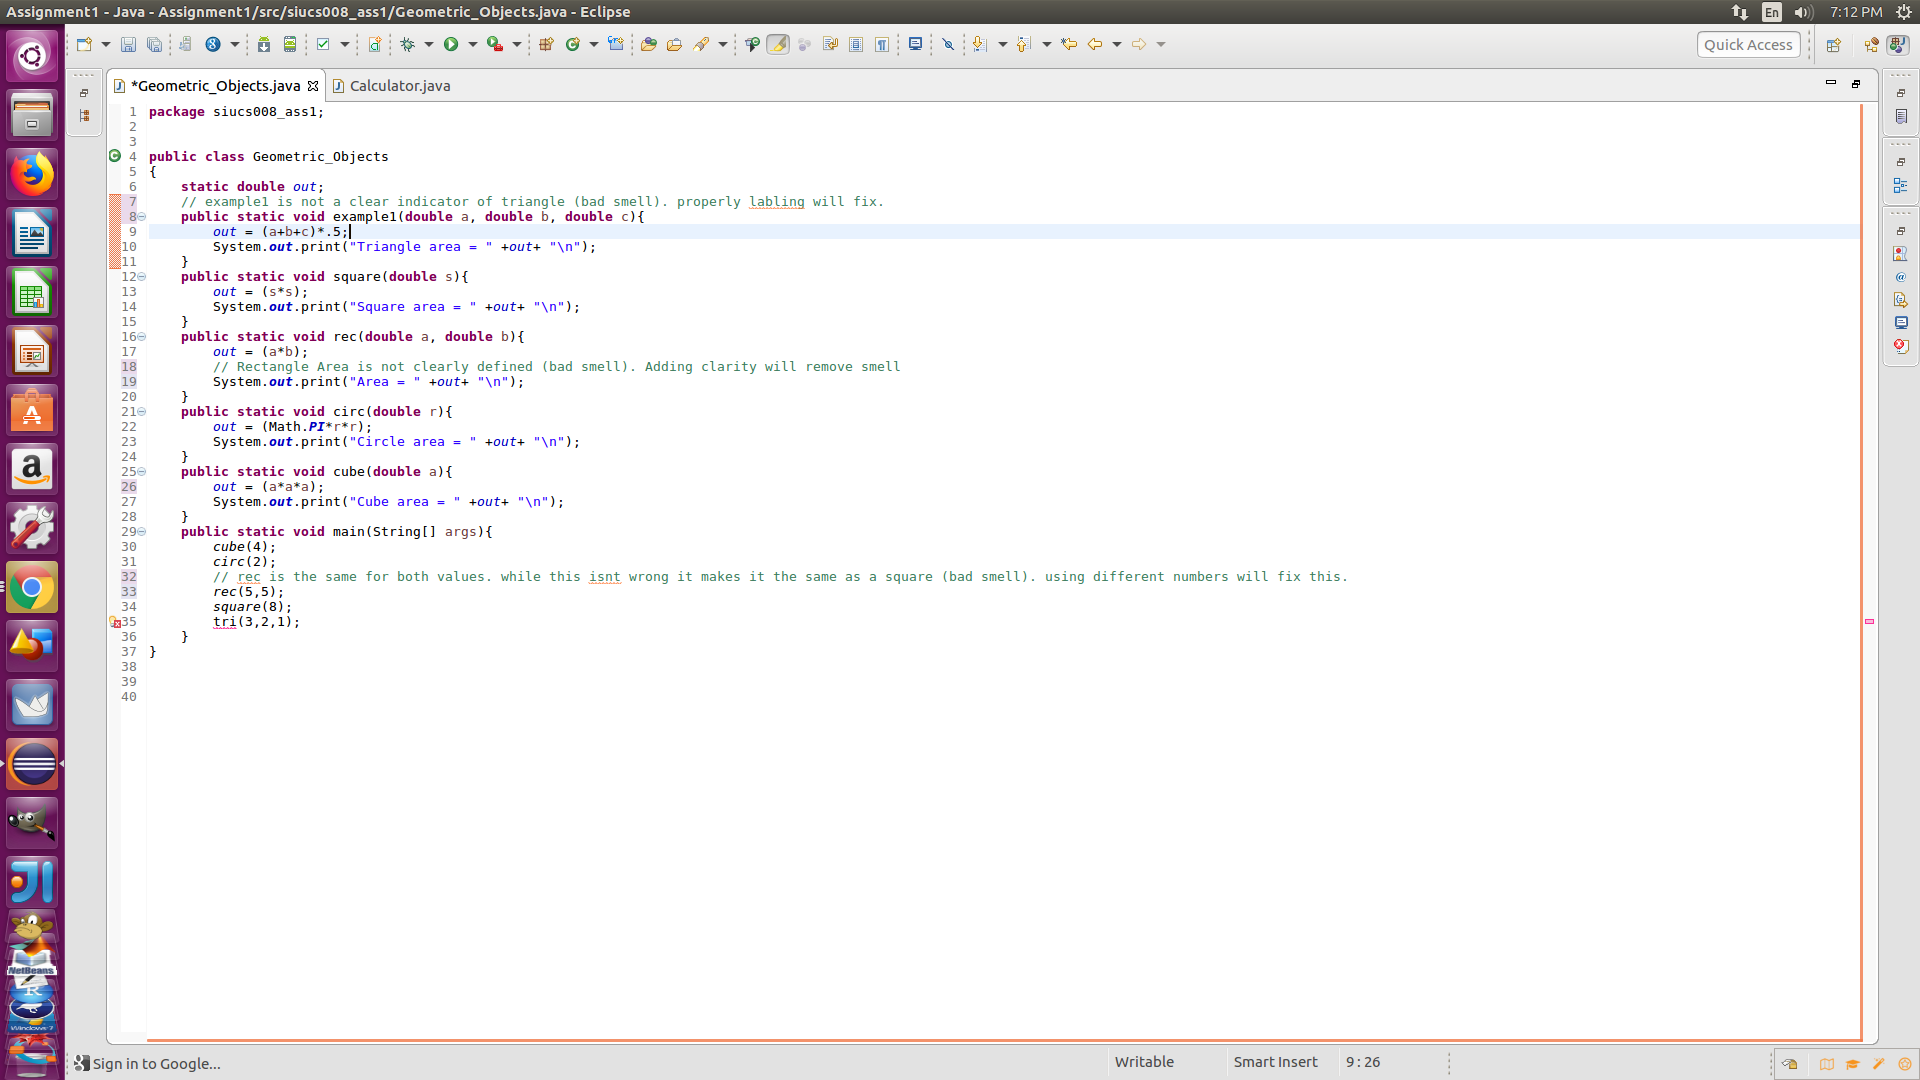 Assignment1 - Java - Assignment1/src/siucs008_ass1/Geometric_Objects.java - Eclipse
En
7:12 PM
Quick Access
*Geometric_Objects.java
Calculator.java
1 package siucs008_ass1;
2
3
4 public class Geometric_Objects
5 {
6 static double out;
7 // example1 is not a clear indicator of triangle (bad smell). properly labling will fix.
8 public static void example1(double a, double b, double c){
9 out = (a+b+c)*.5;
10 System.out.print("Triangle area = " +out+ "\n");
11 }
12 public static void square(double s){
13 out = (s*s);
14 System.out.print("Square area = " +out+ "\n");
15 }
16 public static void rec(double a, double b){
17 out = (a*b);
18 // Rectangle Area is not clearly defined (bad smell). Adding clarity will remove smell
19 System.out.print("Area = " +out+ "\n");
20 }
21 public static void circ(double r){
22 out = (Math.PI*r*r);
23 System.out.print("Circle area = " +out+ "\n");
24 }
25 public static void cube(double a){
26 out = (a*a*a);
27 System.out.print("Cube area = " +out+ "\n");
28 }
29 public static void main(String[] args){
30 cube(4);
31 circ(2);
32 // rec is the same for both values. while this isnt wrong it makes it the same as a square (bad smell). using different numbers will fix this.
33 rec(5,5);
34 square(8);
35 tri(3,2,1);
36 }
37 }
38
39
40
NetBeans
R
Windows-7
Sign in to Google...
Writable
Smart Insert
9 : 26